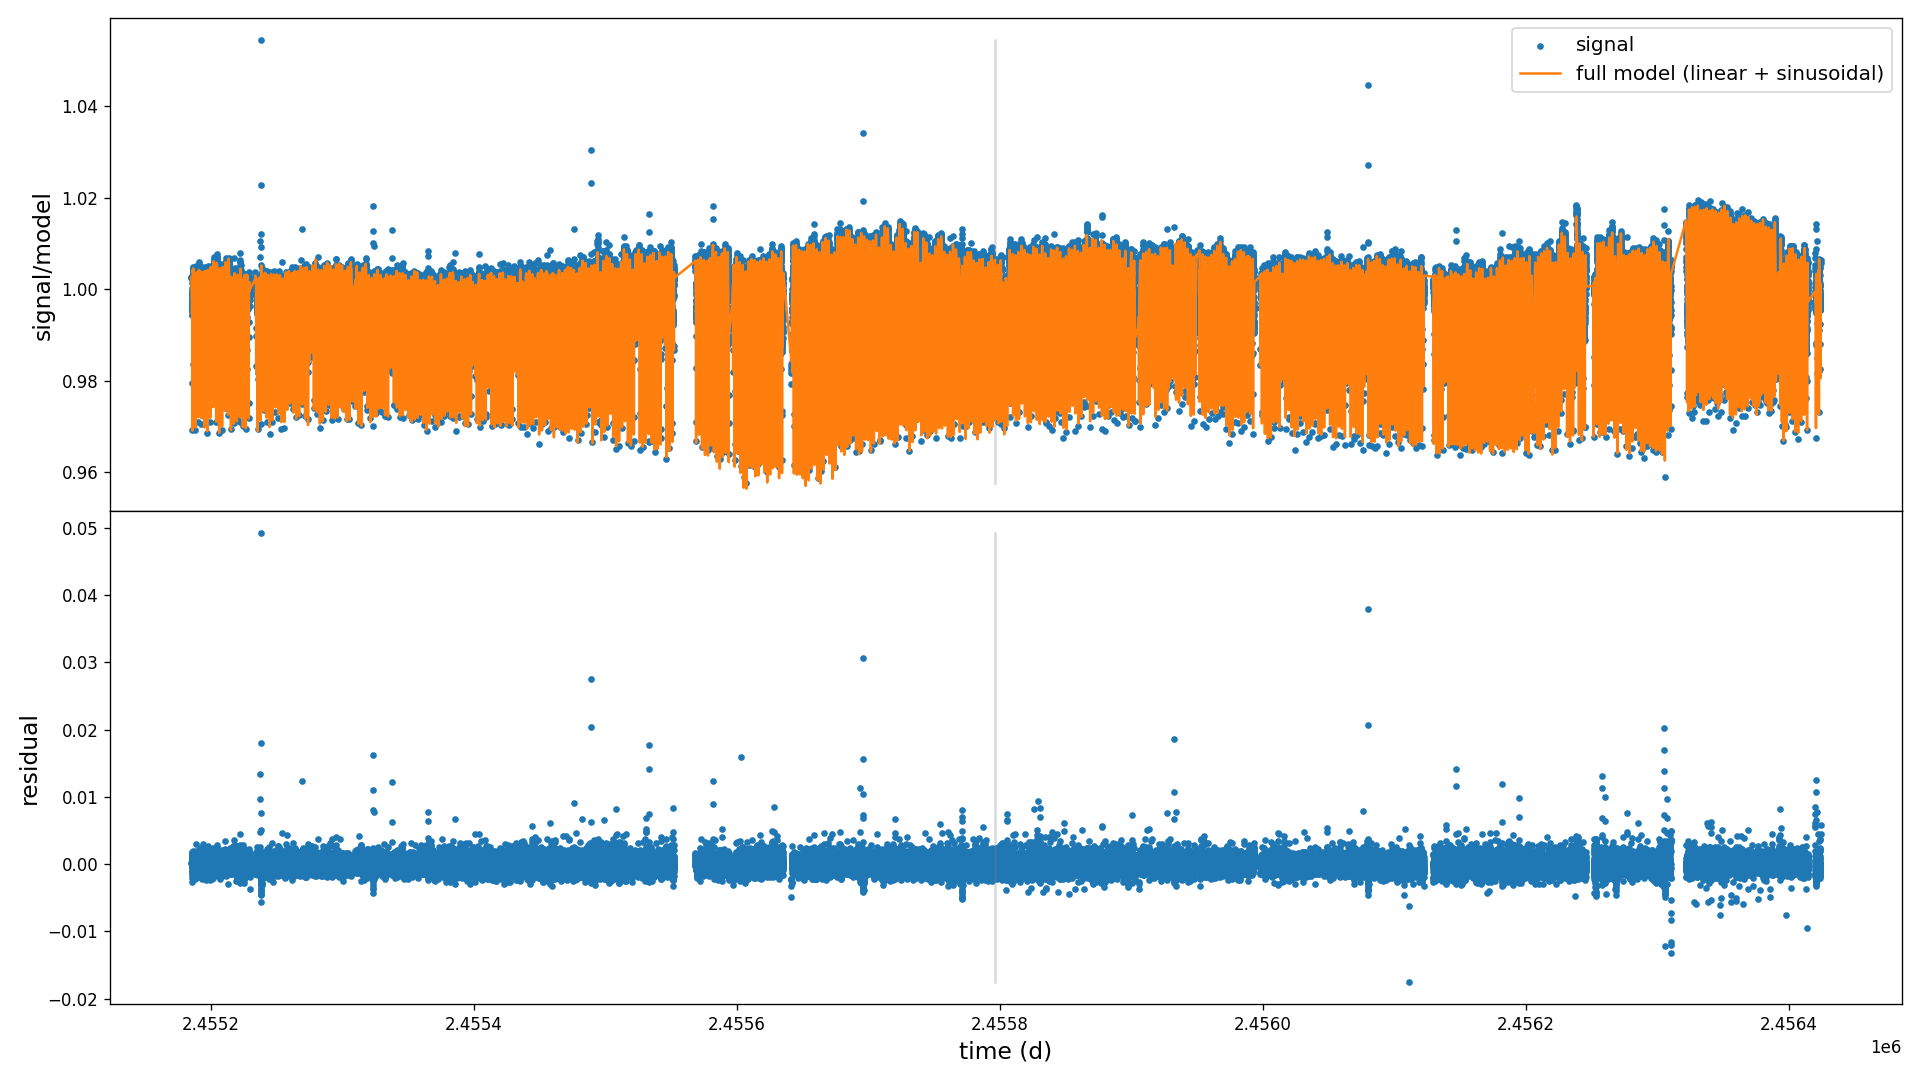 signal
full model (linear + sinusoidal)
signal/model
1.04
1.02
1.00
0.98
0.96
residual
0.05
0.04
0.03
0.02
0.01
0.00
−0.01
−0.02
2.4552 2.4554 2.4556 2.4558 2.4560 2.4562 2.4564
1e6
time (d)